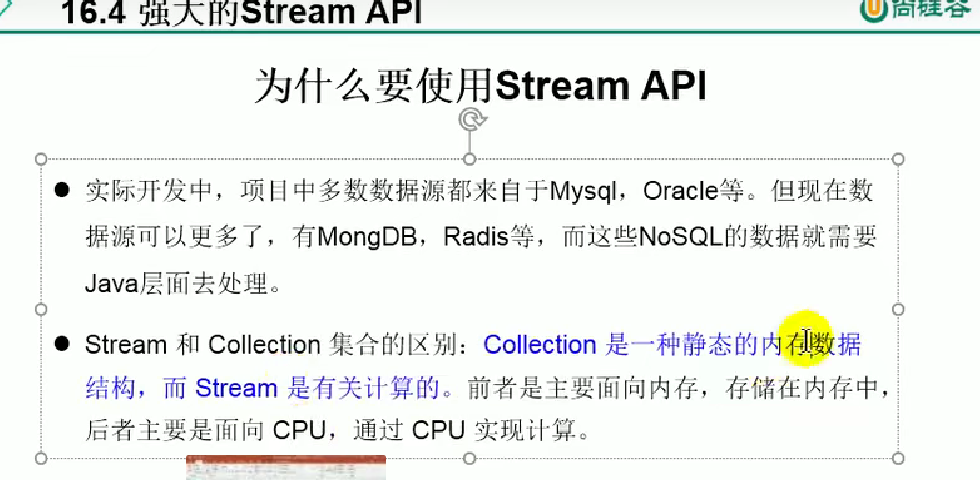 16.4 强大的Stream API
尚硅谷
为什么要使用Stream API
● 实际开发中，项目中多数数据源都来自于Mysql，Oracle等。但现在数
据源可以更多了，有MongDB，Radis等，而这些NoSQL的数据就需要
Java层面去处理。
● Stream 和 Collection 集合的区别：Collection 是一种静态的内存数据
结构，而 Stream 是有关计算的。前者是主要面向内存，存储在内存中，
后者主要是面向 CPU，通过 CPU 实现计算。